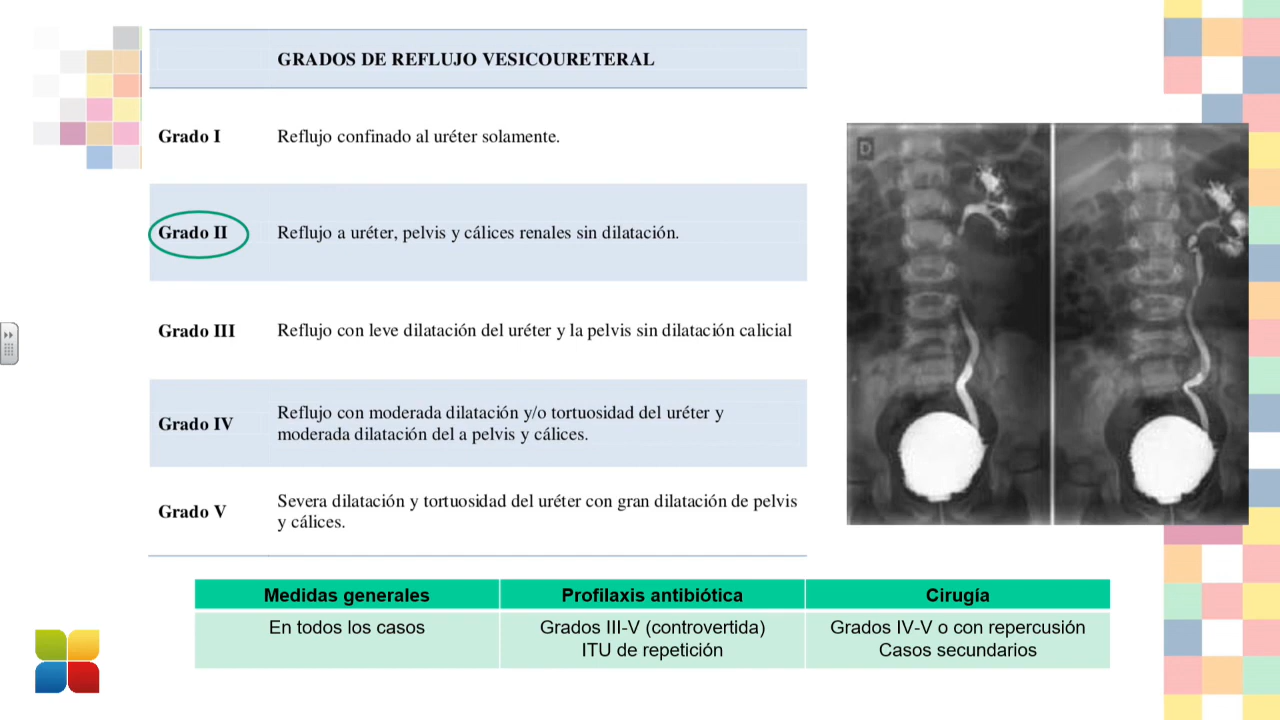 GRADOS DE REFLUJO VESICOURETERAL
Grado I
Reflujo confinado al uréter solamente.
Grado II
Reflujo a uréter, pelvis y cálices renales sin dilatación.
Grado III
Reflujo con leve dilatación del uréter y la pelvis sin dilatación calicial
Grado IV
Reflujo con moderada dilatación y/o tortuosidad del uréter y
moderada dilatación del a pelvis y cálices.
Grado V
Severa dilatación y tortuosidad del uréter con gran dilatación de pelvis
y cálices.
D
Medidas generales
Profilaxis antibiótica
Cirugía
En todos los casos
Grados III-V (controvertida)
ITU de repetición
Grados IV-V o con repercusión
Casos secundarios